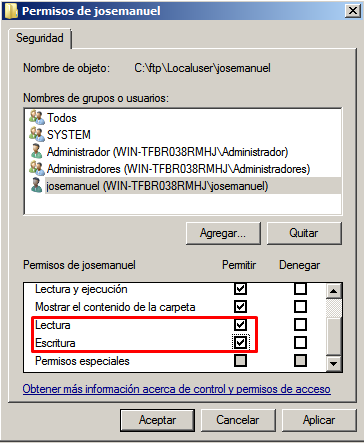 Permisos de josemanuel
Seguridad
Nombre de objeto: C:\ftp\Localuser\josemanuel
Nombres de grupos o usuarios:
Todos
SYSTEM
Administrador (WIN-TFBR038RMHJ\Administrador)
Administradores (WIN-TFBR038RMHJ\Administradores)
josemanuel (WIN-TFBR038RMHJ\josemanuel)
Agregar... Quitar
Permisos de josemanuel Permitir Denegar
Lectura y ejecución
Mostrar el contenido de la carpeta
Lectura
Escritura
Permisos especiales
Obtener más información acerca de control y permisos de acceso
Aceptar Cancelar Aplicar